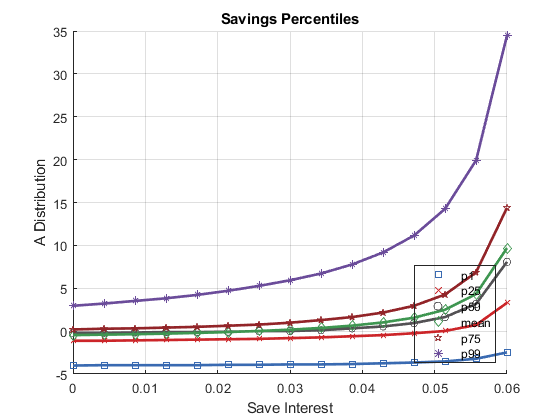 Savings Percentiles
35
30
25
20
15
10
5
0
-5
A Distribution
p1
p25
p50
mean
p75
p99
0
0.01
0.02
0.03
0.04
0.05
0.06
Save Interest